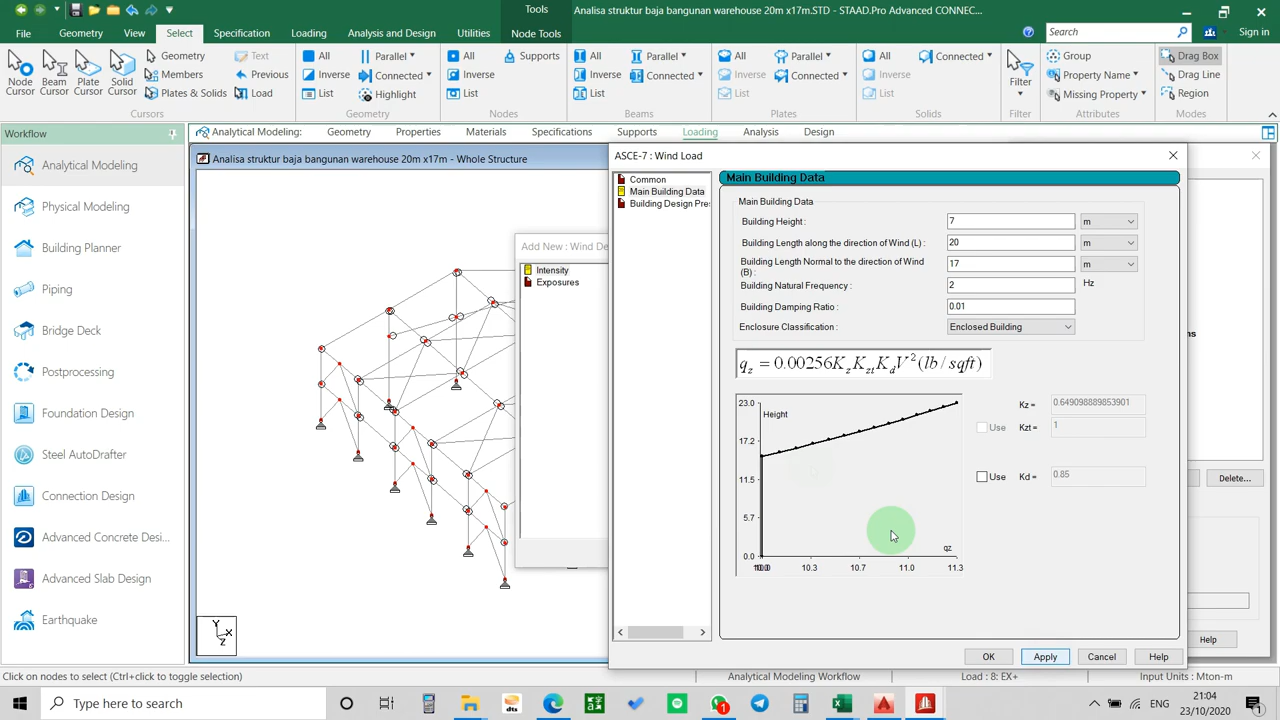 Tools
Analisa struktur baja bangunan warehouse 20m x17m.STD - STAAD.Pro Advanced CONNEC...
File
Geometry
View
Select
Specification
Loading
Analysis and Design
Utilities
Node Tools
Search
Sign in
Node Cursor
Beam Cursor
Plate Cursor
Solid Cursor
Geometry
Members
Plates & Solids
Text
Previous
Load
All
Inverse
List
Parallel
Connected
Highlight
All
Inverse
List
Supports
All
Inverse
List
Parallel
Connected
All
Inverse
List
Parallel
Connected
All
Inverse
List
Connected
Filter
Group
Property Name
Missing Property
Drag Box
Drag Line
Region
Cursors
Geometry
Nodes
Beams
Plates
Solids
Filter
Attributes
Modes
Workflow
Analytical Modeling:
Geometry
Properties
Materials
Specifications
Supports
Loading
Analysis
Design
Analytical Modeling
Physical Modeling
Building Planner
Piping
Bridge Deck
Postprocessing
Foundation Design
Steel AutoDrafter
Connection Design
Advanced Concrete Desi...
Advanced Slab Design
Earthquake
Analisa struktur baja bangunan warehouse 20m x17m - Whole Structure
Y
X
Z
Add New : Wind De
Intensity
Exposures
ASCE-7 : Wind Load
Common
Main Building Data
Building Design Pre
Main Building Data
Main Building Data
Building Height : 7 m
Building Length along the direction of Wind (L) : 20 m
Building Length Normal to the direction of Wind (B) : 17 m
Building Natural Frequency : 2 Hz
Building Damping Ratio : 0.01
Enclosure Classification : Enclosed Building
qz = 0.00256KzKztKdV²(lb / sqft)
23.0
Height
17.2
11.5
5.7
0.0
qz
10.3
10.7
11.0
11.3
Kz = 0.649098889853901
Use Kzt = 1
Use Kd = 0.85
OK
Apply
Cancel
Help
Delete...
Help
Click on nodes to select (Ctrl+click to toggle selection)
Analytical Modeling Workflow
Load : 8: EX+
Input Units : Mton-m
Type here to search
dts
1
ENG
21:04
23/10/2020
1